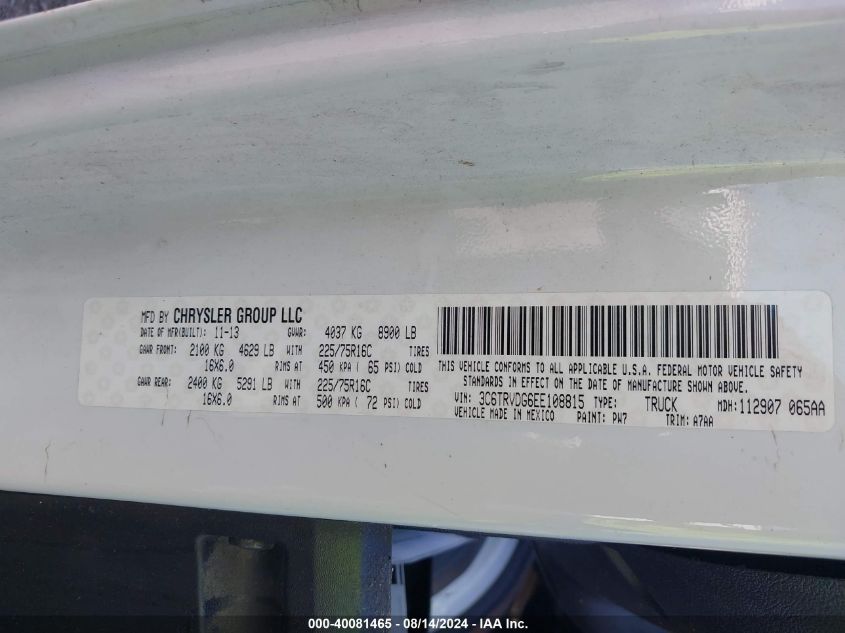 MFD BY CHRYSLER GROUP LLC
DATE OF MFR(BUILT): 11-13 GVWR: 4037 KG 8900 LB
GAWR FRONT: 2100 KG 4629 LB WITH 225/75R16C TIRES
16X6.0 RIMS AT 450 KPA ( 65 PSI) COLD
GAWR REAR: 2400 KG 5291 LB WITH 225/75R16C TIRES
16X6.0 RIMS AT 500 KPA ( 72 PSI) COLD
THIS VEHICLE CONFORMS TO ALL APPLICABLE U.S.A. FEDERAL MOTOR VEHICLE SAFETY
STANDARDS IN EFFECT ON THE DATE OF MANUFACTURE SHOWN ABOVE.
VIN: 3C6TRVDG6EE108815 TYPE: TRUCK MDH: 112907 065AA
VEHICLE MADE IN MEXICO PAINT: PW7 TRIM: A7AA
000-40081465 - 08/14/2024 - IAA Inc.